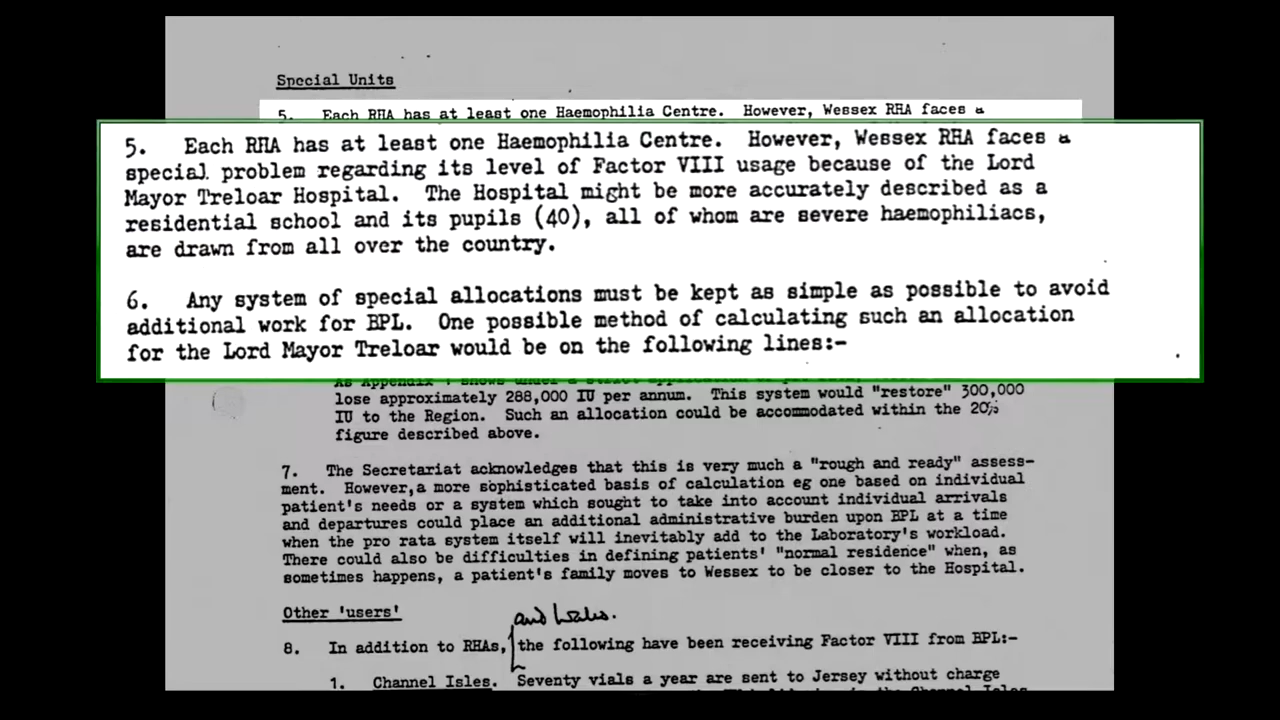 Special Units
5. Each RHA has at least one Haemophilia Centre. However, Wessex RHA faces a
5. Each RHA has at least one Haemophilia Centre. However, Wessex RHA faces a
special problem regarding its level of Factor VIII usage because of the Lord
Mayor Treloar Hospital. The Hospital might be more accurately described as a
residential school and its pupils (40), all of whom are severe haemophiliacs,
are drawn from all over the country.
6. Any system of special allocations must be kept as simple as possible to avoid
additional work for BPL. One possible method of calculating such an allocation
for the Lord Mayor Treloar would be on the following lines:-
As Appendix
lose approximately 288,000 IU per annum. This system would "restore" 300,000
IU to the Region. Such an allocation could be accommodated within the 20%
figure described above.
7. The Secretariat acknowledges that this is very much a "rough and ready" assess-
ment. However, a more sophisticated basis of calculation eg one based on individual
patient's needs or a system which sought to take into account individual arrivals
and departures could place an additional administrative burden upon BPL at a time
when the pro rata system itself will inevitably add to the Laboratory's workload.
There could also be difficulties in defining patients' "normal residence" when, as
sometimes happens, a patient's family moves to Wessex to be closer to the Hospital.
Other 'users'
and Wales.
8. In addition to RHAs, the following have been receiving Factor VIII from BPL:-
1. Channel Isles. Seventy vials a year are sent to Jersey without charge